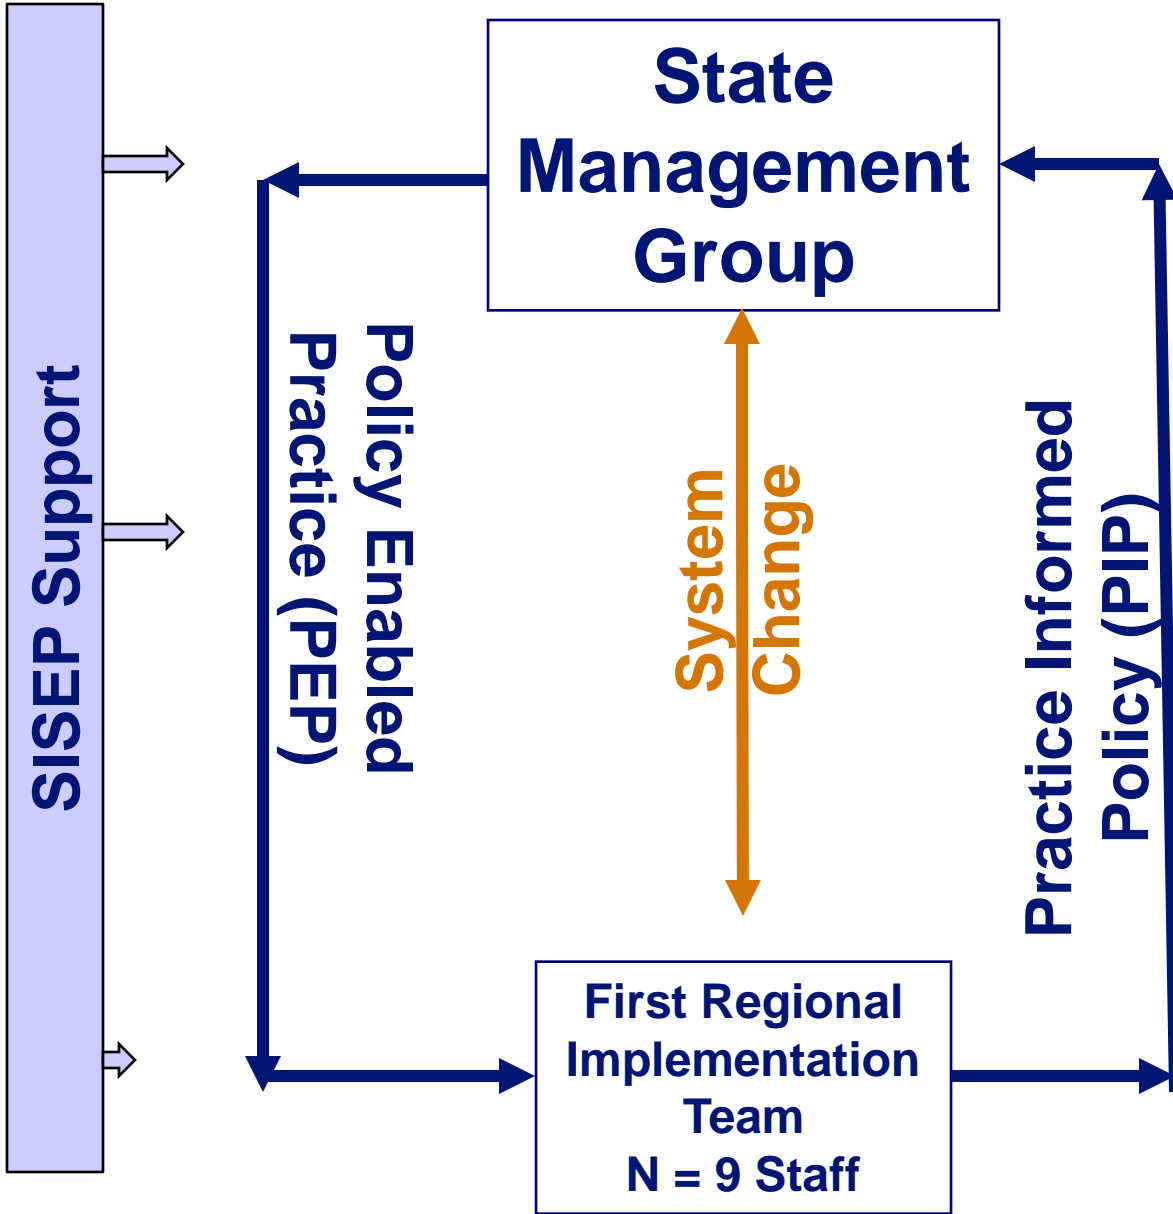 State
Management
Group
SISEP Support
Policy Enabled
Practice (PEP)
System
Change
Practice Informed
Policy (PIP)
First Regional
Implementation
Team
N = 9 Staff